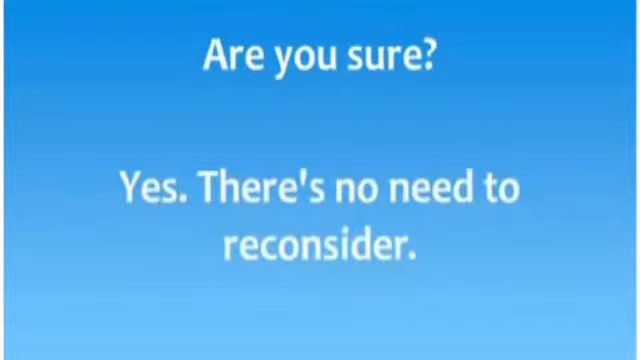 Are you sure?
Yes. There's no need to
reconsider.